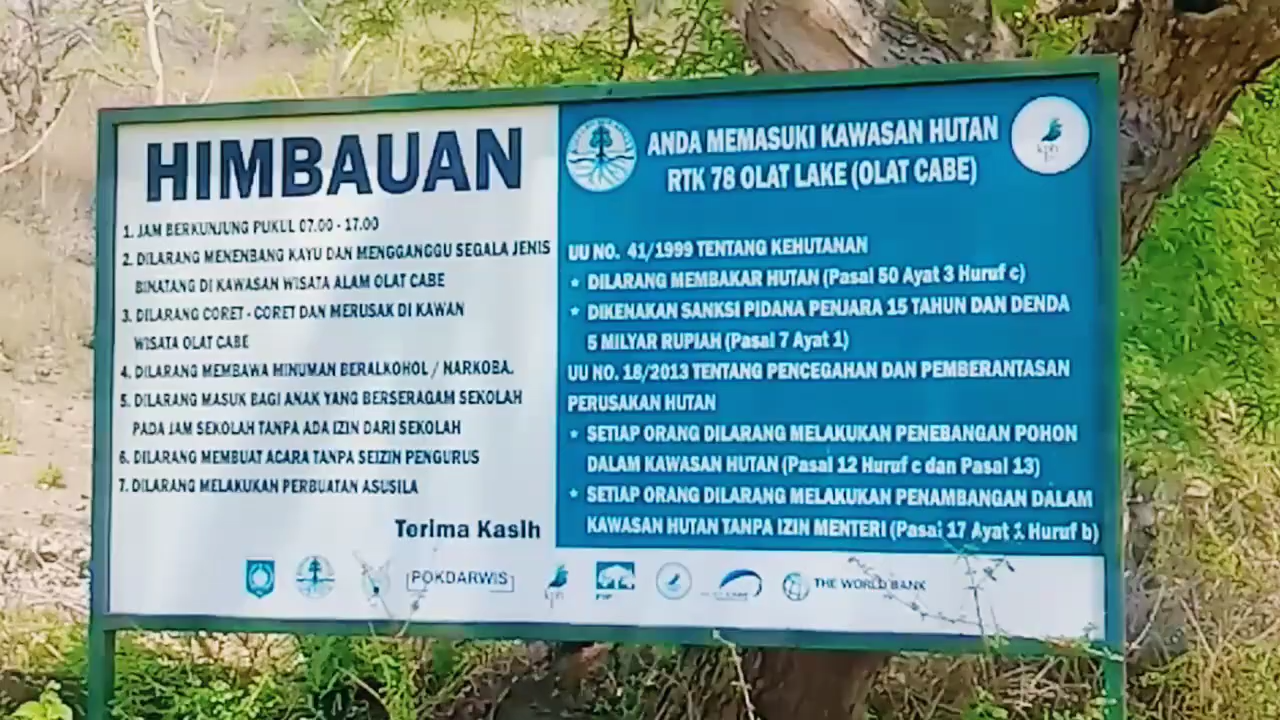 HIMBAUAN
1. JAM BERKUNJUNG PUKUL 07.00 - 17.00
2. DILARANG MENENBANG KAYU DAN MENGGANGGU SEGALA JENIS
BINATANG DI KAWASAN WISATA ALAM OLAT CABE
3. DILARANG CORET - CORET DAN MERUSAK DI KAWAN
WISATA OLAT CABE
4. DILARANG MEMBAWA MINUMAN BERALKOHOL / NARKOBA.
5. DILARANG MASUK BAGI ANAK YANG BERSERAGAM SEKOLAH
PADA JAM SEKOLAH TANPA ADA IZIN DARI SEKOLAH
6. DILARANG MEMBUAT ACARA TANPA SEIZIN PENGURUS
7. DILARANG MELAKUKAN PERBUATAN ASUSILA
Terima Kasih
ANDA MEMASUKI KAWASAN HUTAN
RTK 78 OLAT LAKE (OLAT CABE)
kph
UU NO. 41/1999 TENTANG KEHUTANAN
* DILARANG MEMBAKAR HUTAN (Pasal 50 Ayat 3 Huruf c)
* DIKENAKAN SANKSI PIDANA PENJARA 15 TAHUN DAN DENDA
5 MILYAR RUPIAH (Pasal 7 Ayat 1)
UU NO. 18/2013 TENTANG PENCEGAHAN DAN PEMBERANTASAN
PERUSAKAN HUTAN
* SETIAP ORANG DILARANG MELAKUKAN PENEBANGAN POHON
DALAM KAWASAN HUTAN (Pasal 12 Huruf c dan Pasal 13)
* SETIAP ORANG DILARANG MELAKUKAN PENAMBANGAN DALAM
KAWASAN HUTAN TANPA IZIN MENTERI (Pasal 17 Ayat 1 Huruf b)
POKDARWIS kph FIP THE WORLD BANK